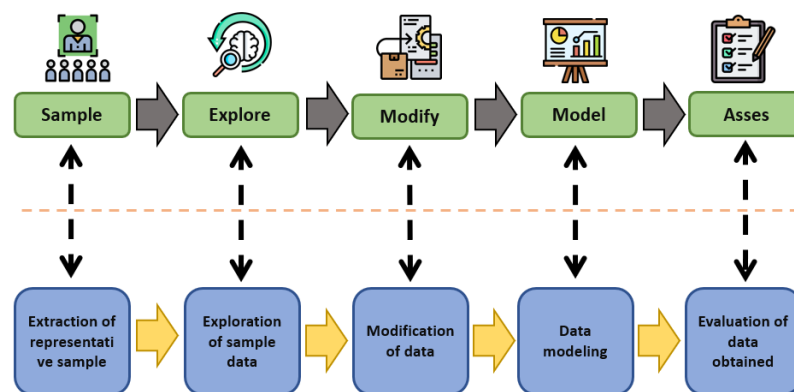 Sample
Explore
Modify
Model
Asses
Extraction of
representati
ve sample
Exploration
of sample
data
Modification
of data
Data
modeling
Evaluation of
data
obtained